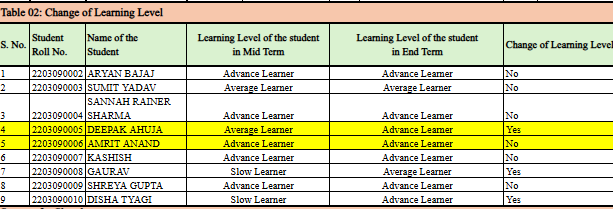 Table 02: Change of Learning Level
S. No. Student Roll No. Name of the Student Learning Level of the student in Mid Term Learning Level of the student in End Term Change of Learning Level
1 2203090002 ARYAN BAJAJ Advance Learner Advance Learner No
2 2203090003 SUMIT YADAV Average Learner Average Learner No
3 2203090004 SANNAH RAINER SHARMA Advance Learner Advance Learner No
4 2203090005 DEEPAK AHUJA Average Learner Advance Learner Yes
5 2203090006 AMRIT ANAND Advance Learner Advance Learner No
6 2203090007 KASHISH Advance Learner Advance Learner No
7 2203090008 GAURAV Slow Learner Average Learner Yes
8 2203090009 SHREYA GUPTA Advance Learner Advance Learner No
9 2203090010 DISHA TYAGI Slow Learner Advance Learner Yes